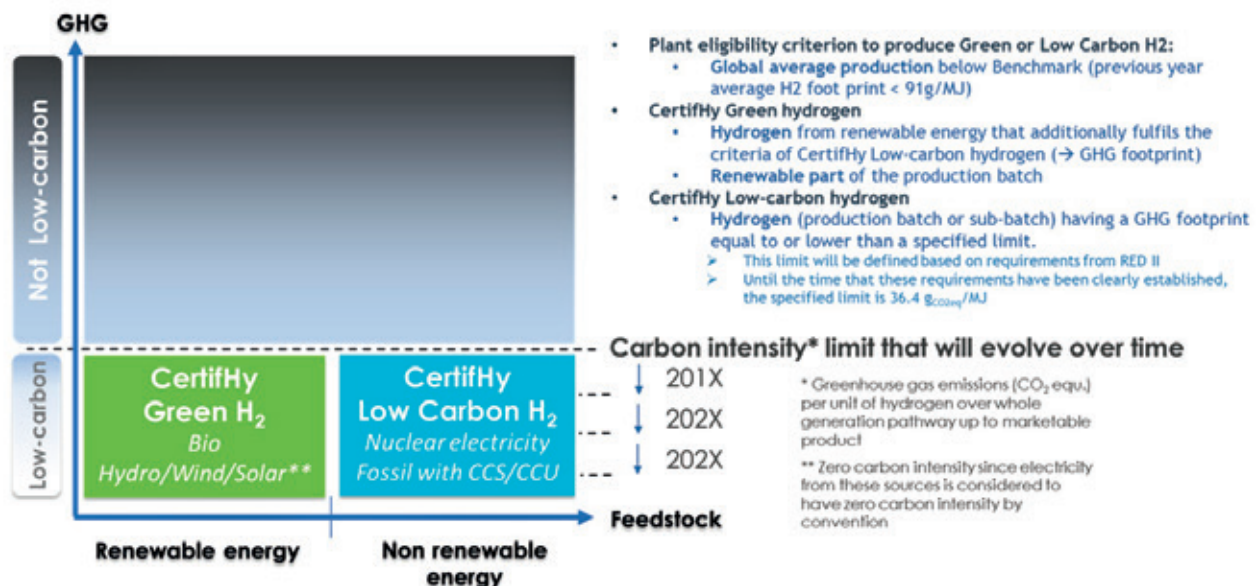 GHG
Not Low-carbon
Low-carbon
CertifHy
Green H₂
Bio
Hydro/Wind/Solar**
CertifHy
Low Carbon H₂
Nuclear electricity
Fossil with CCS/CCU
Renewable energy
Non renewable
energy
Feedstock
• Plant eligibility criterion to produce Green or Low Carbon H2:
• Global average production below Benchmark (previous year
average H2 foot print < 91g/MJ)
• CertifHy Green hydrogen
• Hydrogen from renewable energy that additionally fulfils the
criteria of CertifHy Low-carbon hydrogen (→ GHG footprint)
• Renewable part of the production batch
• CertifHy Low-carbon hydrogen
• Hydrogen (production batch or sub-batch) having a GHG footprint
equal to or lower than a specified limit.
➢ This limit will be defined based on requirements from RED II
➢ Until the time that these requirements have been clearly established,
the specified limit is 36.4 gCO2eq/MJ
Carbon intensity* limit that will evolve over time
201X
202X
202X
* Greenhouse gas emissions (CO₂ equ.)
per unit of hydrogen over whole
generation pathway up to marketable
product
** Zero carbon intensity since electricity
from these sources is considered to
have zero carbon intensity by
convention